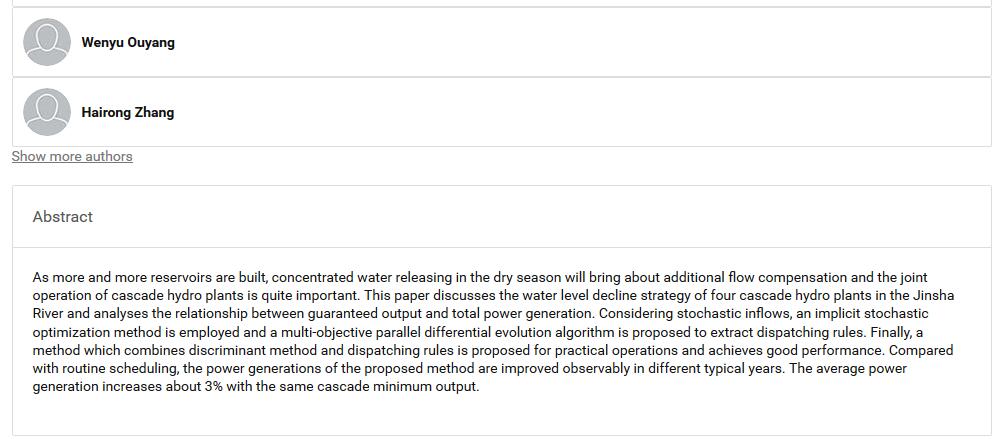 Wenyu Ouyang
Hairong Zhang
Show more authors
Abstract
As more and more reservoirs are built, concentrated water releasing in the dry season will bring about additional flow compensation and the joint
operation of cascade hydro plants is quite important. This paper discusses the water level decline strategy of four cascade hydro plants in the Jinsha
River and analyses the relationship between guaranteed output and total power generation. Considering stochastic inflows, an implicit stochastic
optimization method is employed and a multi-objective parallel differential evolution algorithm is proposed to extract dispatching rules. Finally, a
method which combines discriminant method and dispatching rules is proposed for practical operations and achieves good performance. Compared
with routine scheduling, the power generations of the proposed method are improved observably in different typical years. The average power
generation increases about 3% with the same cascade minimum output.